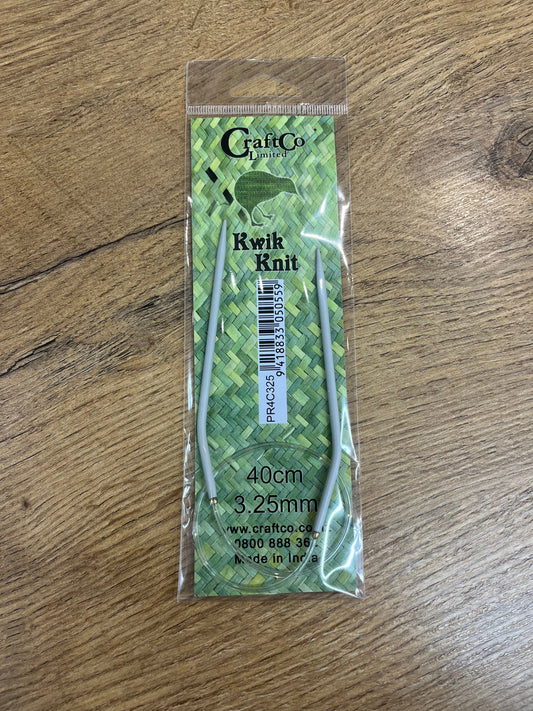 CraftCo
Limited
Kwik
Knit
9 418833 050559
PR4C325
40cm
3.25mm
www.craftco.co
0800 888 36
Made in India